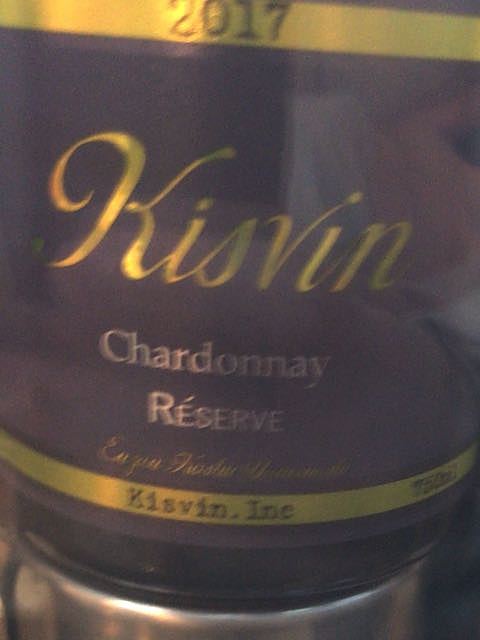 2017
Kisvin
Chardonnay
RÉSERVE
Kisvin. Inc